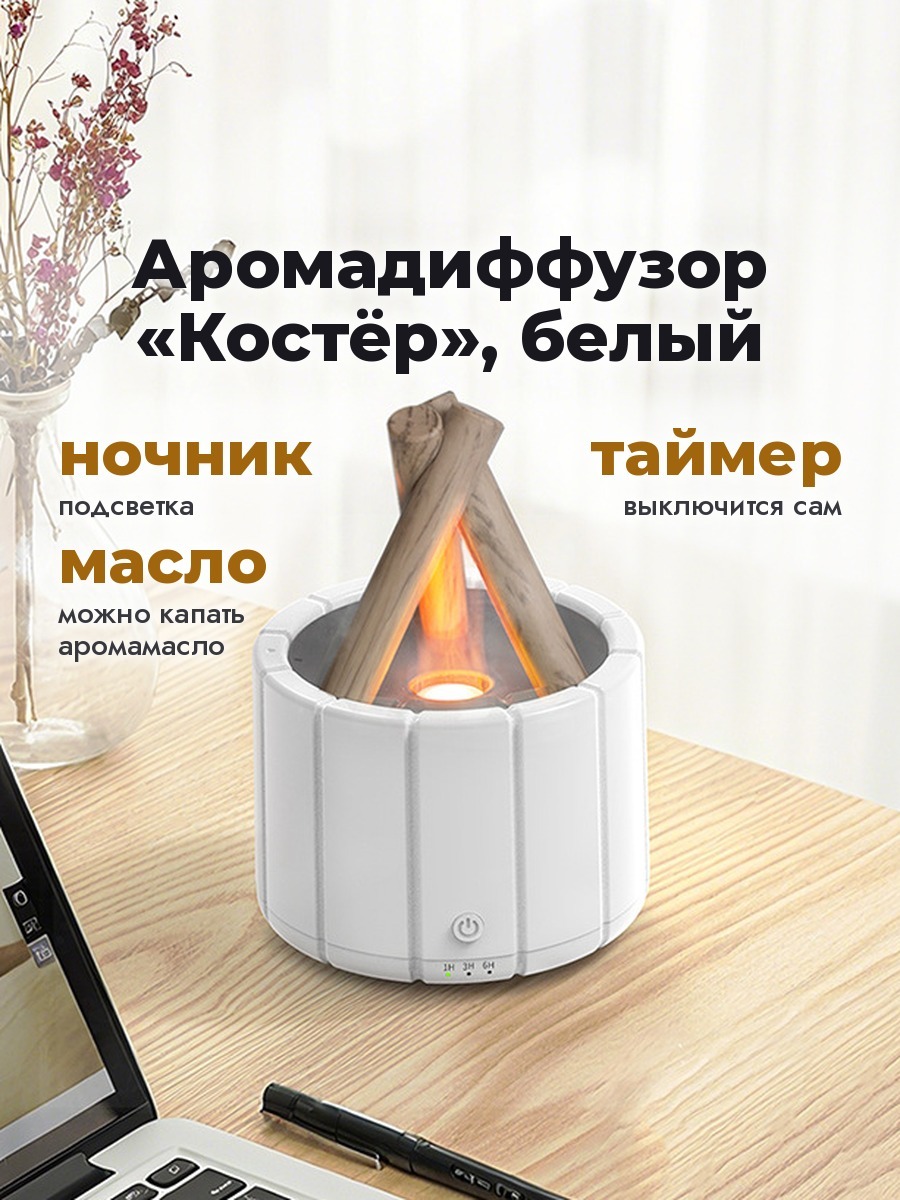 Аромадиффузор
«Костёр», белый
ночник
подсветка
таймер
выключится сам
масло
можно капать
аромамасло
1H 3H 6H